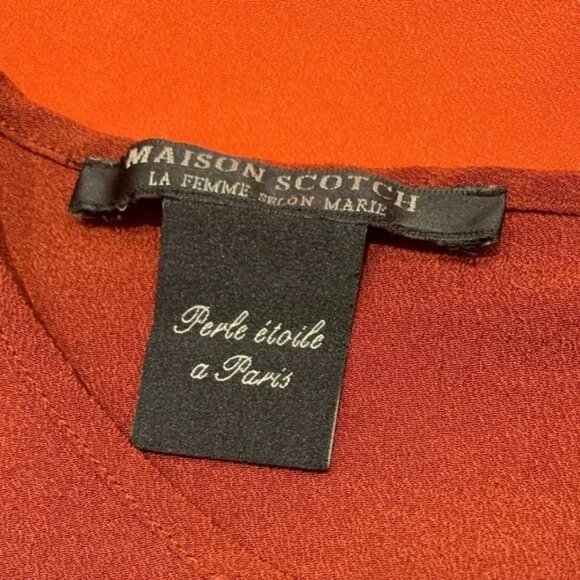 MAISON SCOTCH
LA FEMME SELON MARIE
Perle étoile
a Paris